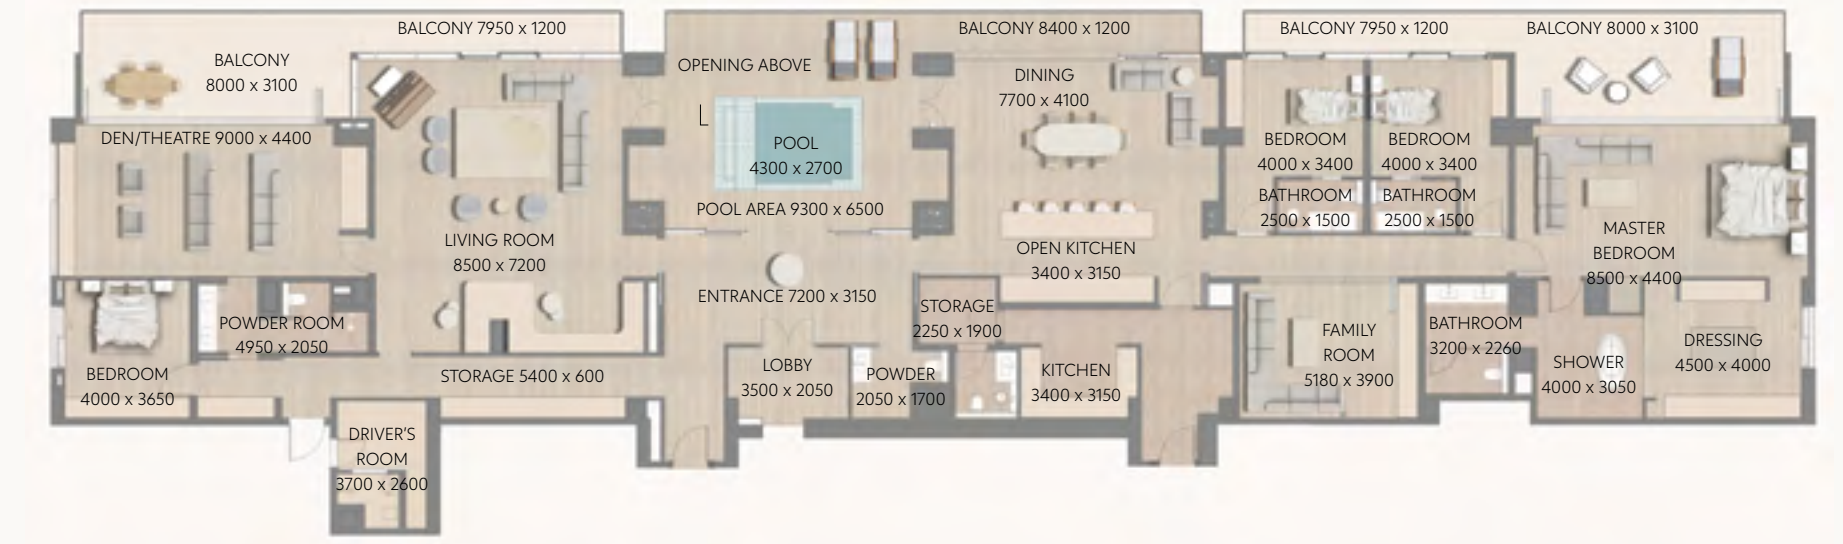 BALCONY 7950 x 1200
BALCONY 8400 x 1200
BALCONY 7950 x 1200
BALCONY 8000 x 3100
BALCONY
8000 x 3100
OPENING ABOVE
DINING
7700 x 4100
DEN/THEATRE 9000 x 4400
POOL
4300 x 2700
BEDROOM
4000 x 3400
BEDROOM
4000 x 3400
BATHROOM
2500 x 1500
BATHROOM
2500 x 1500
POOL AREA 9300 x 6500
LIVING ROOM
8500 x 7200
OPEN KITCHEN
3400 x 3150
MASTER
BEDROOM
8500 x 4400
ENTRANCE 7200 x 3150
STORAGE
2250 x 1900
POWDER ROOM
4950 x 2050
FAMILY
ROOM
5180 x 3900
BATHROOM
3200 x 2260
DRESSING
4500 x 4000
SHOWER
4000 x 3050
BEDROOM
4000 x 3650
STORAGE 5400 x 600
LOBBY
3500 x 2050
POWDER
2050 x 1700
KITCHEN
3400 x 3150
DRIVER'S
ROOM
3700 x 2600